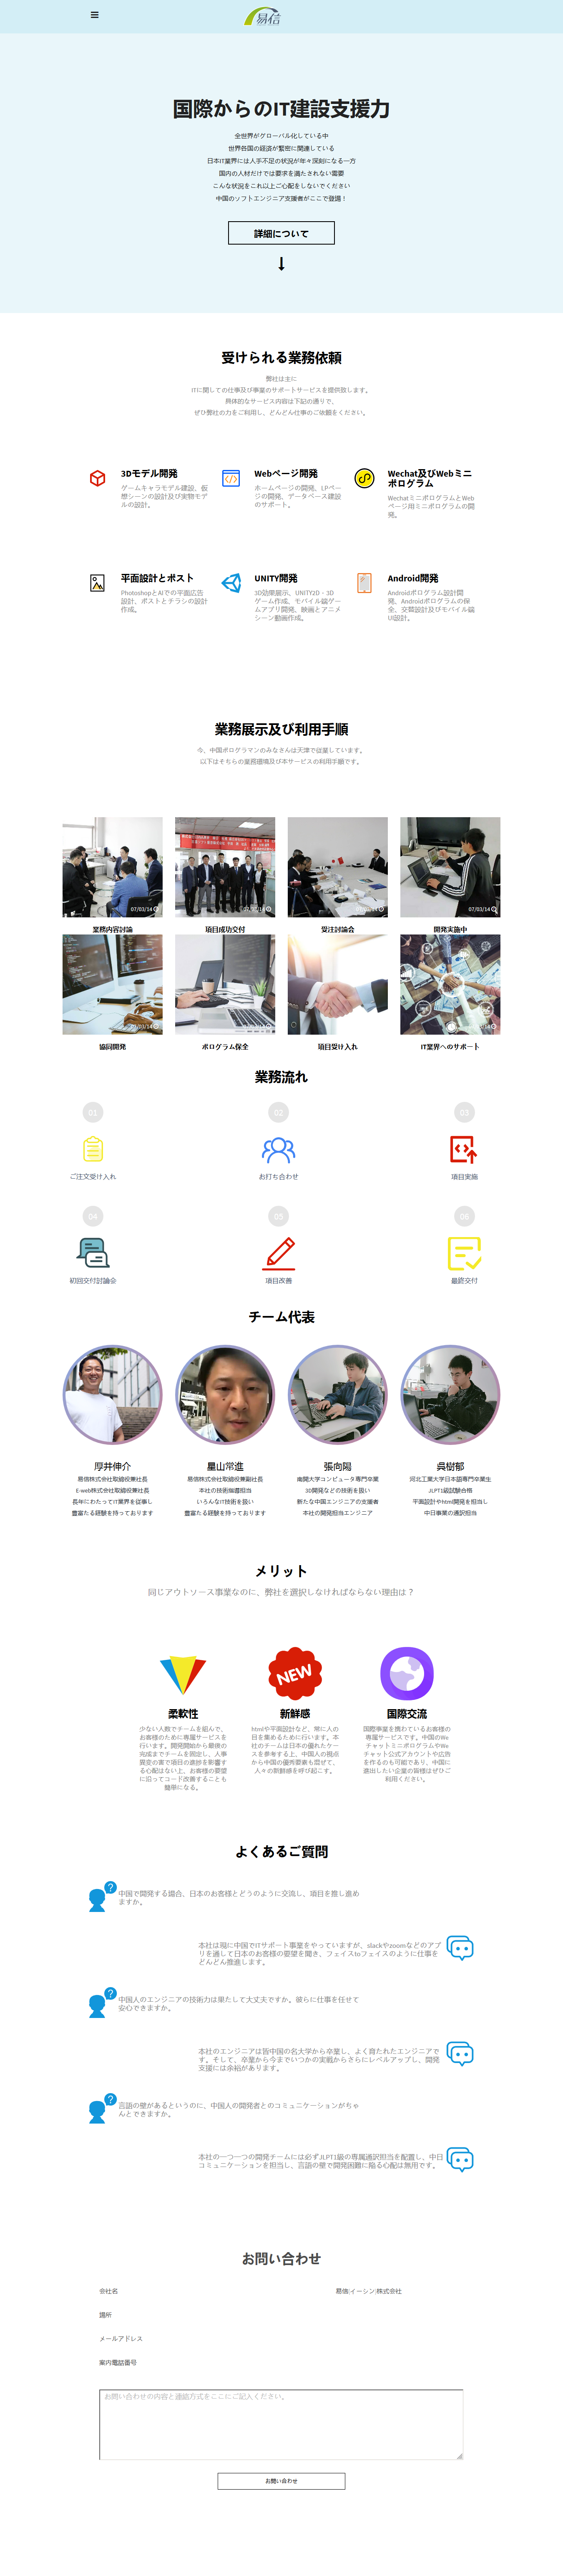 易信
国際からのIT建設支援力
全世界がグローバル化している中
世界各国の経済が緊密に関連している
日本IT業界には人手不足の状況が年々深刻になる一方
国内の人材だけでは要求を満たされない需要
こんな状況をこれ以上ご心配をしないでください
中国のソフトエンジニア支援者がここで登場！
詳細について
受けられる業務依頼
弊社は主に
ITに関しての仕事及び事業のサポートサービスを提供致します。
具体的なサービス内容は下記の通りで、
ぜひ弊社の力をご利用し、どんどん仕事のご依頼をください。
3Dモデル開発
ゲームキャラモデル建設、仮
想シーンの設計及び実物モデ
ルの設計。
Webページ開発
ホームページの開発、LPペー
ジの開発、データベース建設
のサポート。
Wechat及びWebミニ
ポログラム
WechatミニポログラムとWeb
ページ用ミニポログラムの開
発。
平面設計とポスト
PhotoshopとAIでの平面広告
設計、ポストとチラシの設計
作成。
UNITY開発
3D効果展示、UNITY2D・3D
ゲーム作成、モバイル端ゲー
ムアプリ開発、映画とアニメ
シーン動画作成。
Android開発
Androidポログラム設計開
発、Androidポログラムの保
全、交替設計及びモバイル端
UI設計。
業務展示及び利用手順
今、中国ポログラマンのみなさんは天津で従業しています。
以下はそちらの業務環境及び本サービスの利用手順です。
07/03/14
07/03/14
業務内容討論
項目成功交付
受注討論会
開発実施中
協同開発
ポログラム保全
項目受け入れ
IT業界へのサポート
業務流れ
01
02
03
ご注文受け入れ
お打ち合わせ
項目実施
04
05
06
初回交付討論会
項目改善
最終交付
チーム代表
厚井伸介
易信株式会社取締役兼社長
E-web株式会社取締役兼社長
長年にわたってIT業界を従事し
豊富たる経験を持っております
畳山常進
易信株式会社取締役兼副社長
本社の技術指導担当
いろんなIT技術を扱い
豊富たる経験を持っております
張向陽
南開大学コンピュータ専門卒業
3D開発などの技術を扱い
新たな中国エンジニアの支援者
本社の開発担当エンジニア
呉樹郁
河北工業大学日本語専門卒業生
JLPT1級試験合格
平面設計やhtml開発を担当し
中日事業の通訳担当
メリット
同じアウトソース事業なのに、弊社を選択しなければならない理由は？
NEW
柔軟性
少ない人数でチームを組んで、
お客様のために専属サービスを
行います。開発開始から最後の
完成までチームを固定し、人事
異変の害で項目の進捗を影響す
る心配はない上、お客様の要望
に沿ってコード改善することも
簡単になる。
新鮮感
htmlや平面設計など、常に人の
目を集めるために行います。本
社のチームは日本の優れたケー
スを参考する上、中国人の視点
から中国の優秀要素も混ぜて、
人々の新鮮感を呼び起こす。
国際交流
国際事業を携わているお客様の
専属サービスです。中国のWe
チャットミニポログラムやWe
チャット公式アカウントや広告
を作るのも可能であり、中国に
進出したい企業の皆様はぜひご
利用ください。
よくあるご質問
中国で開発する場合、日本のお客様とどうのように交流し、項目を推し進め
ますか。
本社は現に中国でITサポート事業をやっていますが、slackやzoomなどのアプ
リを通して日本のお客様の要望を聞き、フェイスtoフェイスのように仕事を
どんどん推進します。
中国人のエンジニアの技術力は果たして大丈夫ですか。彼らに仕事を任せて
安心できますか。
本社のエンジニアは皆中国の名大学から卒業し、よく育たれたエンジニアで
す。そして、卒業から今までいつかの実戦からさらにレベルアップし、開発
支援には余裕があります。
言語の壁があるというのに、中国人の開発者とのコミュニケーションがちゃ
んとできますか。
本社の一つ一つの開発チームには必ずJLPT1級の専属通訳担当を配置し、中日
コミュニケーションを担当し、言語の壁で開発困難に陥る心配は無用です。
お問い合わせ
会社名
易信(イーシン)株式会社
場所
メールアドレス
案内電話番号
お問い合わせの内容と連絡方式をここにご記入ください。
お問い合わせ